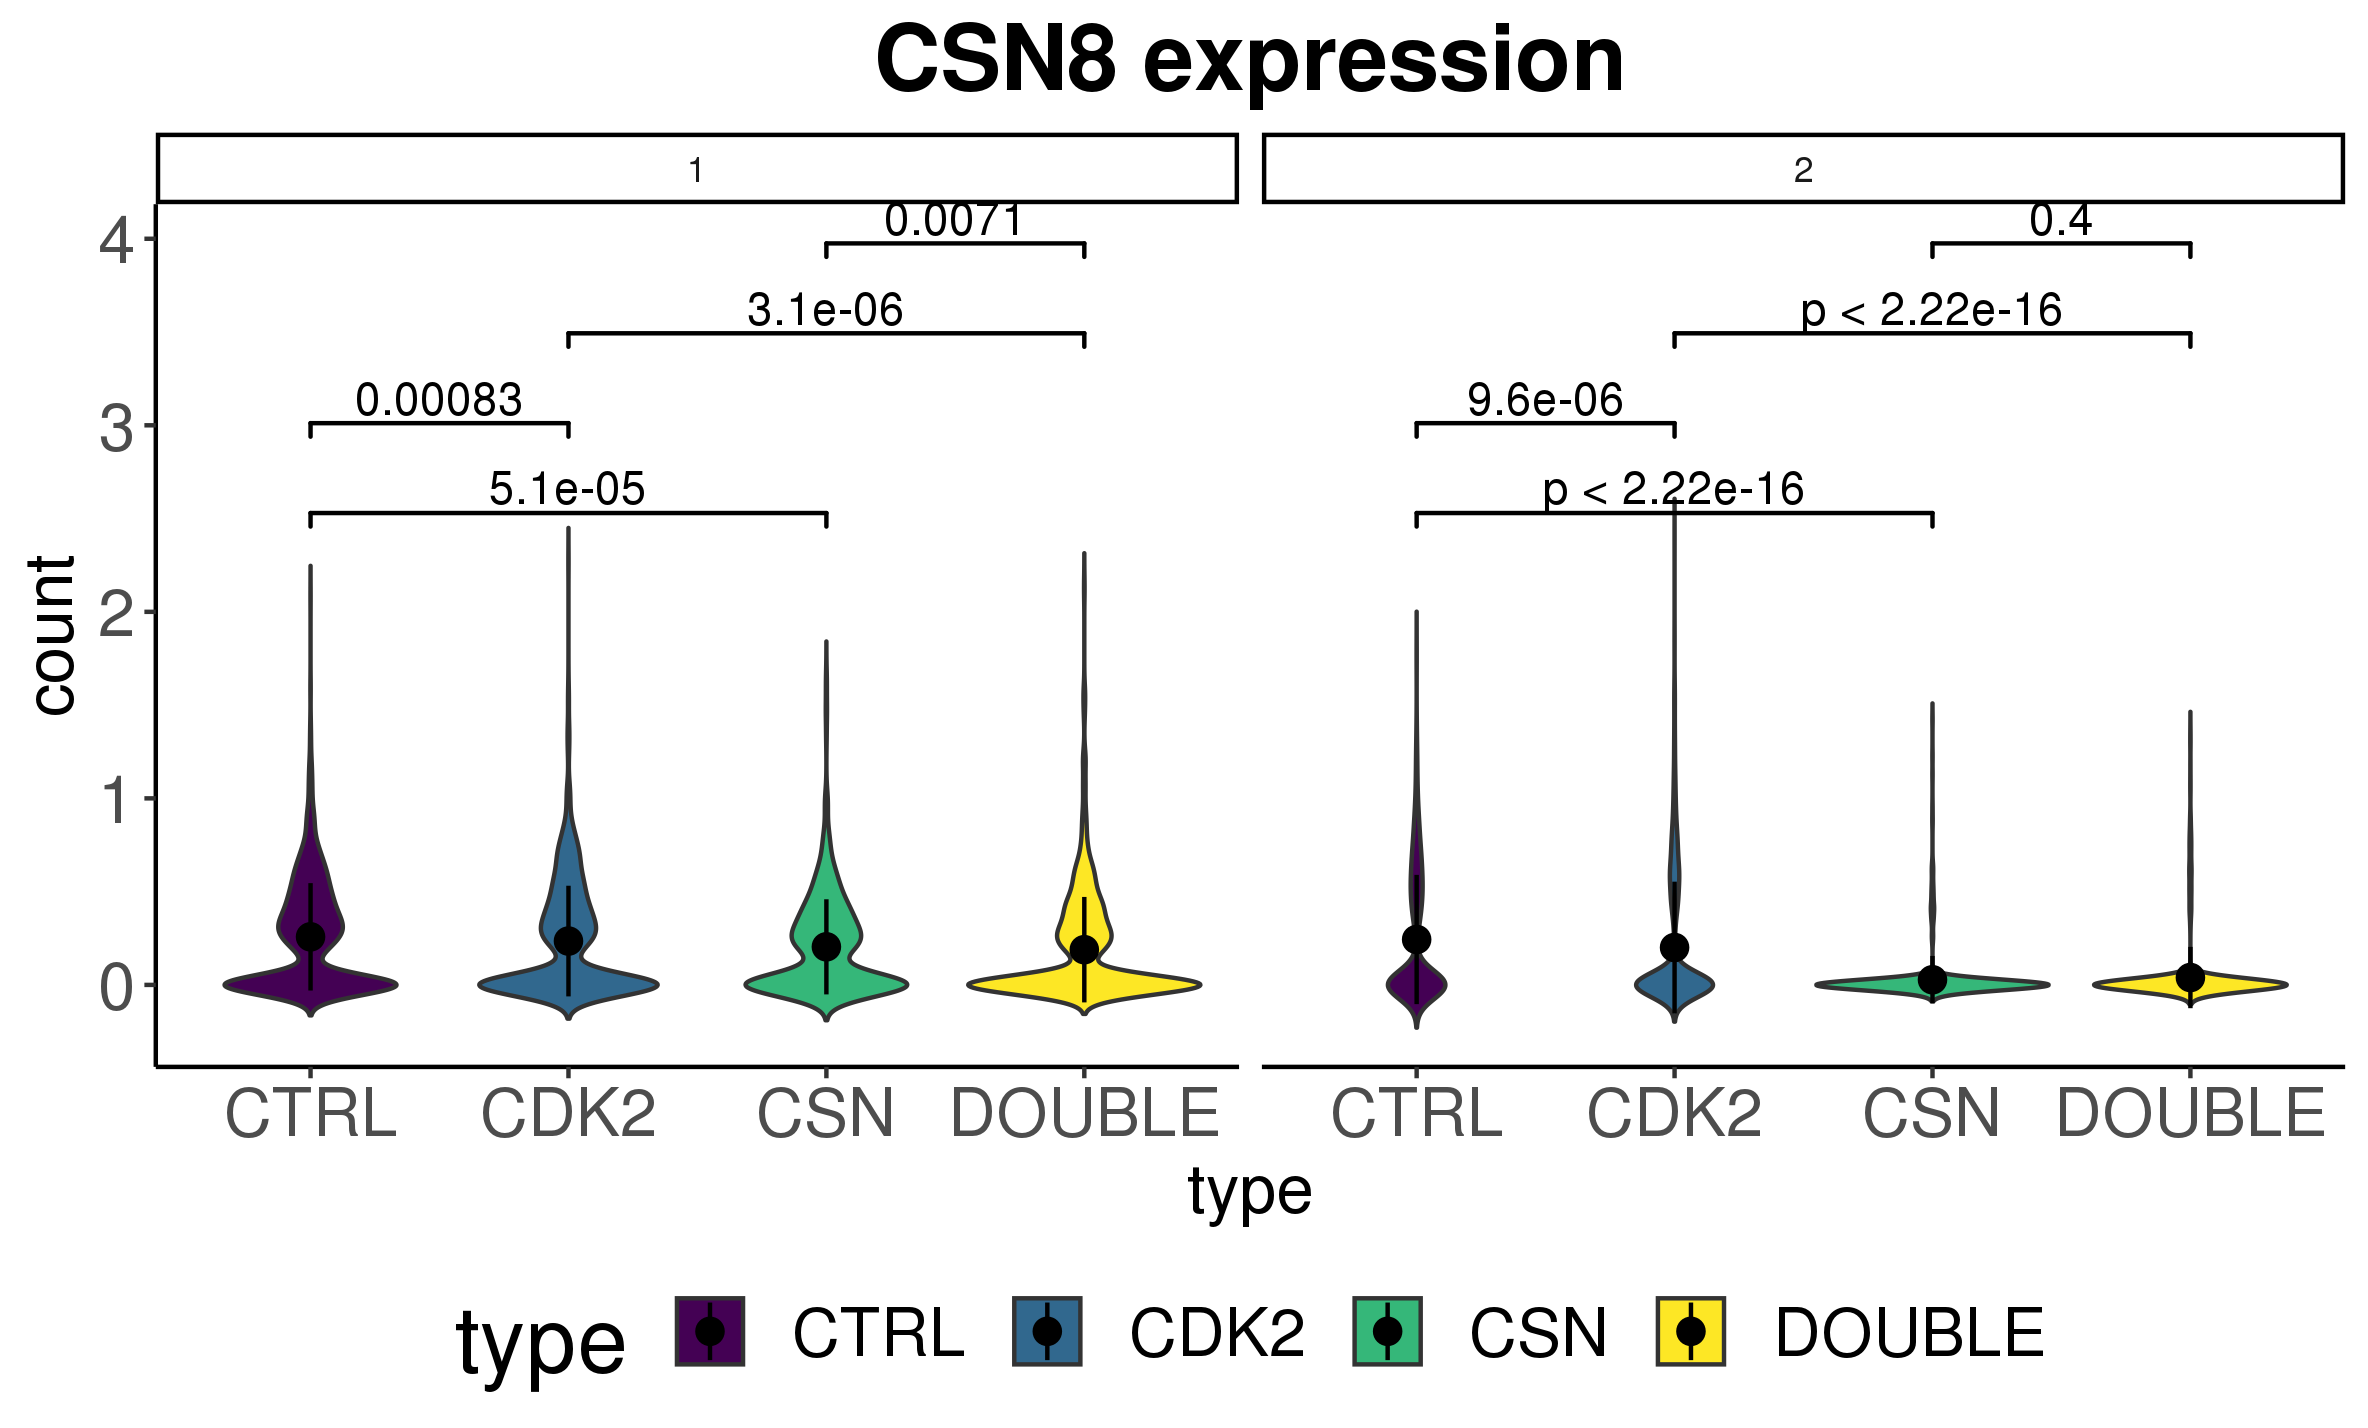 CSN8 expression
1
2
0.0071
0.4
3.1e-06
p < 2.22e-16
0.00083
9.6e-06
5.1e-05
p < 2.22e-16
4
3
2
1
0
count
CTRL CDK2 CSN DOUBLE
CTRL CDK2 CSN DOUBLE
type
type CTRL CDK2 CSN DOUBLE